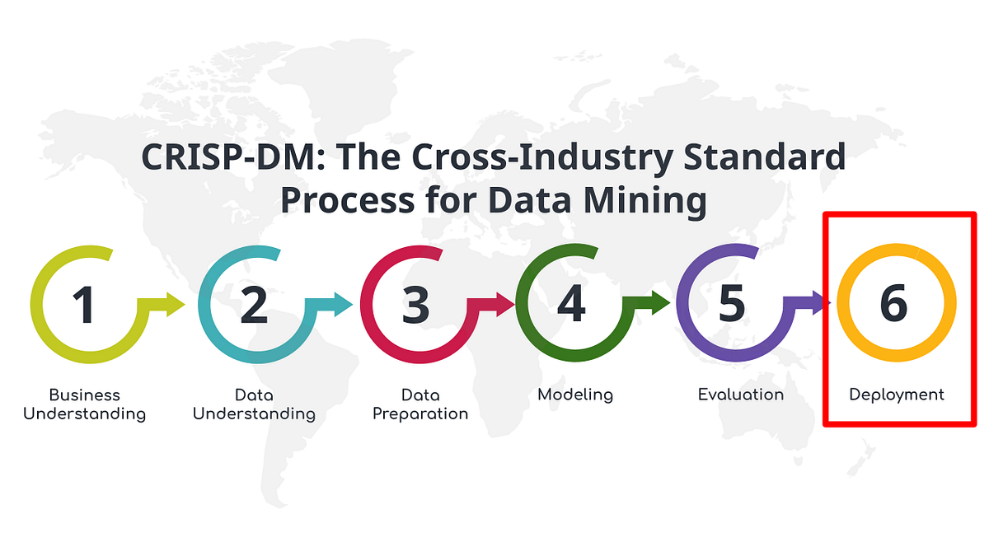 CRISP-DM: The Cross-Industry Standard
Process for Data Mining
1
2
3
4
5
6
Business
Understanding
Data
Understanding
Data
Preparation
Modeling
Evaluation
Deployment